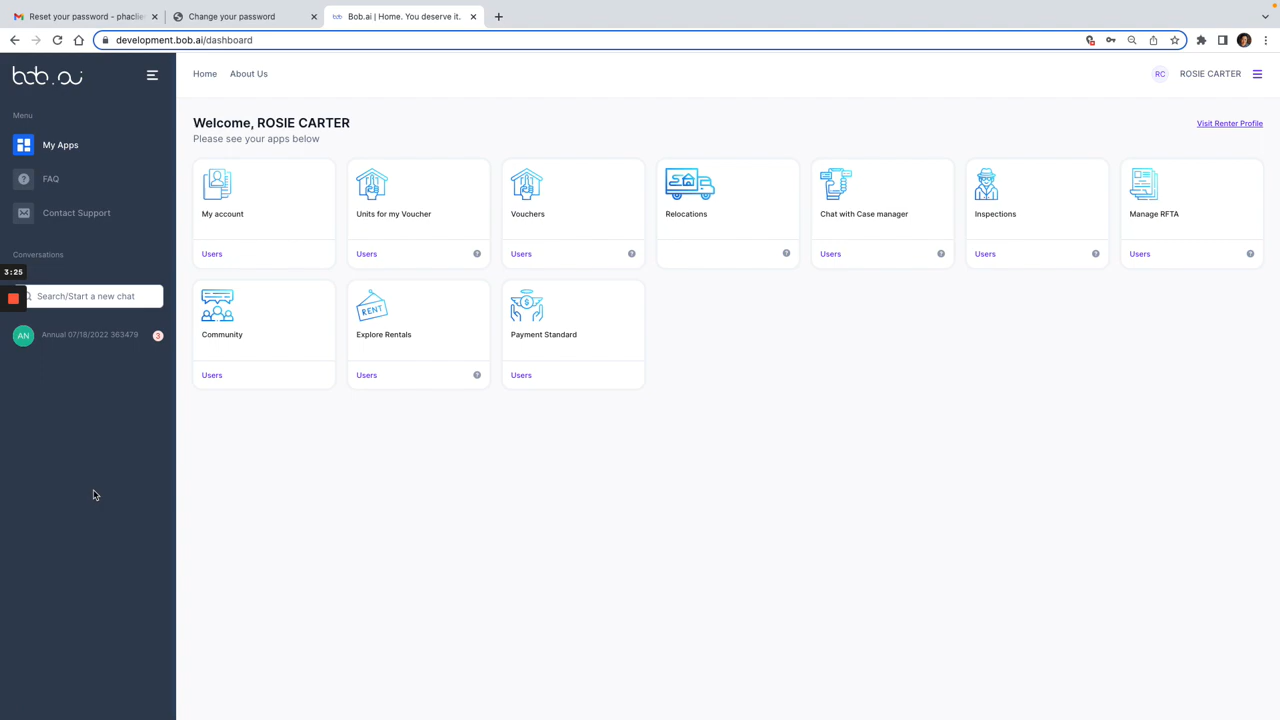 Reset your password - phaclie
Change your password
Bob.ai | Home. You deserve it.
development.bob.ai/dashboard
bob.ai
Home
About Us
RC
ROSIE CARTER
Menu
My Apps
FAQ
Contact Support
Conversations
3:25
Search/Start a new chat
AN
Annual 07/18/2022 363479
3
Welcome, ROSIE CARTER
Please see your apps below
Visit Renter Profile
My account
Users
Units for my Voucher
Users
?
Vouchers
Users
?
Relocations
?
Chat with Case manager
Users
?
Inspections
Users
?
Manage RFTA
Users
?
Community
Users
RENT
Explore Rentals
Users
?
Payment Standard
Users